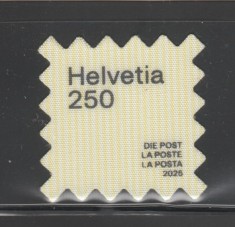 Helvetia
250
DIE POST
LA POSTE
LA POSTA
2025